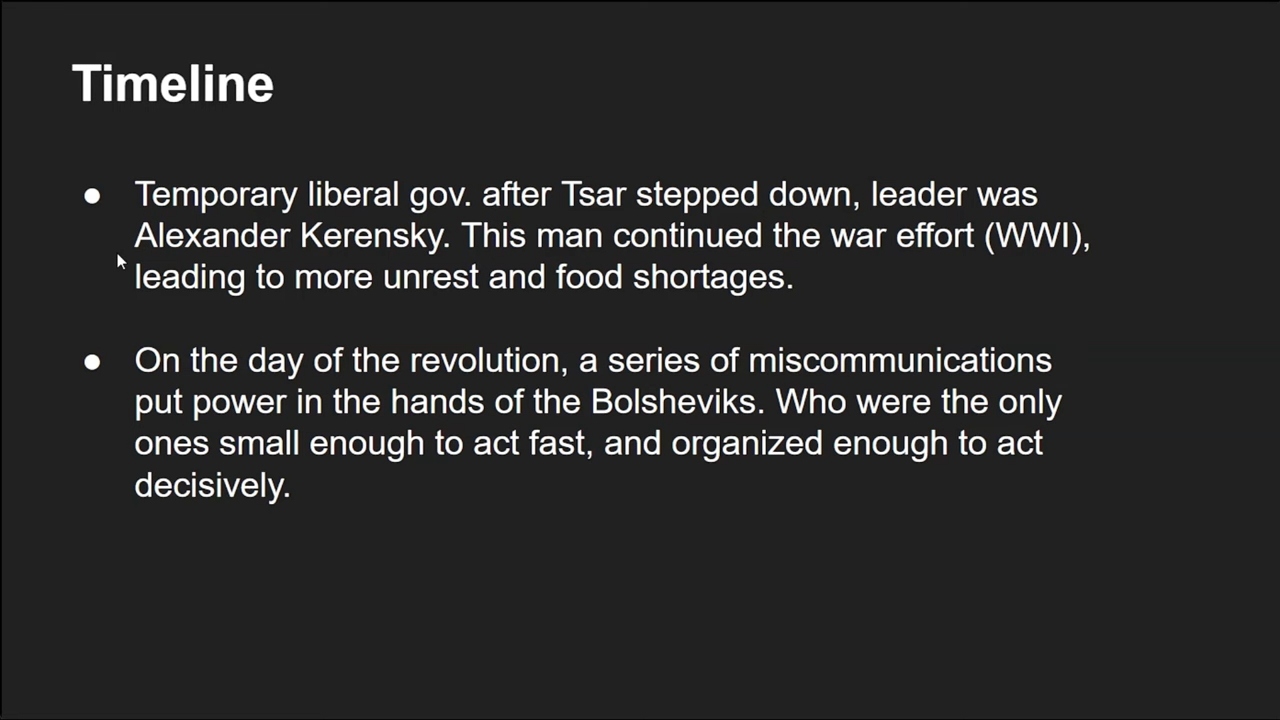 Timeline
● Temporary liberal gov. after Tsar stepped down, leader was
Alexander Kerensky. This man continued the war effort (WWI),
leading to more unrest and food shortages.
● On the day of the revolution, a series of miscommunications
put power in the hands of the Bolsheviks. Who were the only
ones small enough to act fast, and organized enough to act
decisively.